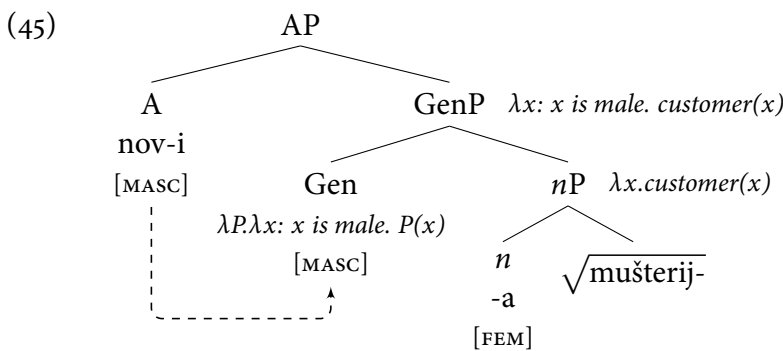 (45)
AP
A GenP λx: x is male. customer(x)
nov-i
[MASC] Gen nP λx.customer(x)
λP.λx: x is male. P(x)
[MASC] n √mušterij-
-a
[FEM]